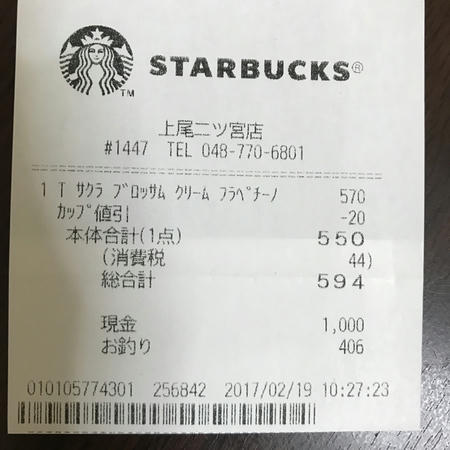 STARBUCKS®
TM
上尾二ツ宮店
#1447 TEL 048-770-6801
1 T サクラ ブロッサム クリーム フラペチーノ 570
カップ値引 -20
本体合計(1点) 550
(消費税 44)
総合計 594
現金 1,000
お釣り 406
010105774301 256842 2017/02/19 10:27:23